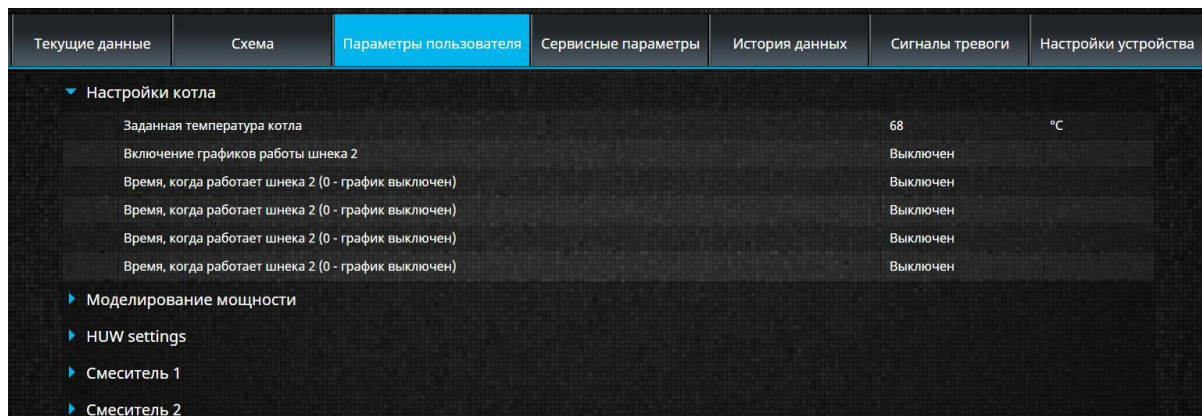 Текущие данные Схема Параметры пользователя Сервисные параметры История данных Сигналы тревоги Настройки устройства
Настройки котла
Заданная температура котла 68 °C
Включение графиков работы шнека 2 Выключен
Время, когда работает шнека 2 (0 - график выключен) Выключен
Время, когда работает шнека 2 (0 - график выключен) Выключен
Время, когда работает шнека 2 (0 - график выключен) Выключен
Время, когда работает шнека 2 (0 - график выключен) Выключен
Моделирование мощности
HUW settings
Смеситель 1
Смеситель 2